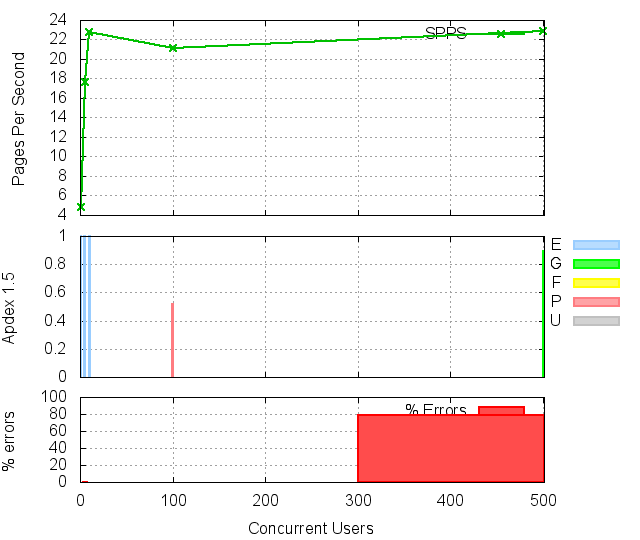 24
22
20
18
16
14
12
10
8
6
4
Pages Per Second
SPPS
1
0.8
0.6
0.4
0.2
0
Apdex 1.5
E
G
F
P
U
100
80
60
40
20
0
% errors
% Errors
0 100 200 300 400 500
Concurrent Users